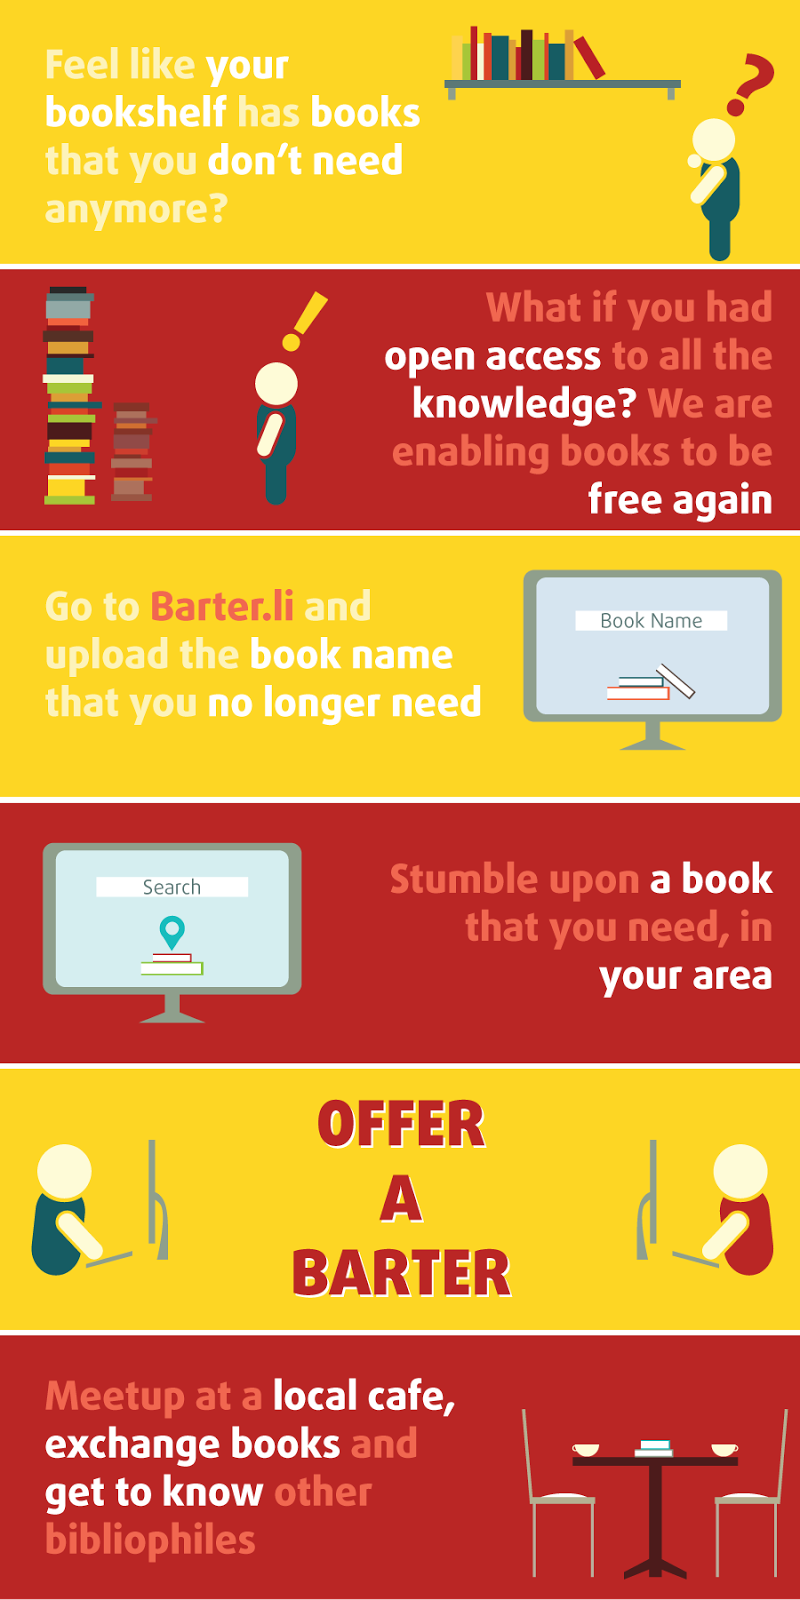 Feel like your
bookshelf has books
that you don't need
anymore?
?
!
What if you had
open access to all the
knowledge? We are
enabling books to be
free again
Go to Barter.li and
upload the book name
that you no longer need
Book Name
Search
Stumble upon a book
that you need, in
your area
OFFER
A
BARTER
Meetup at a local cafe,
exchange books and
get to know other
bibliophiles